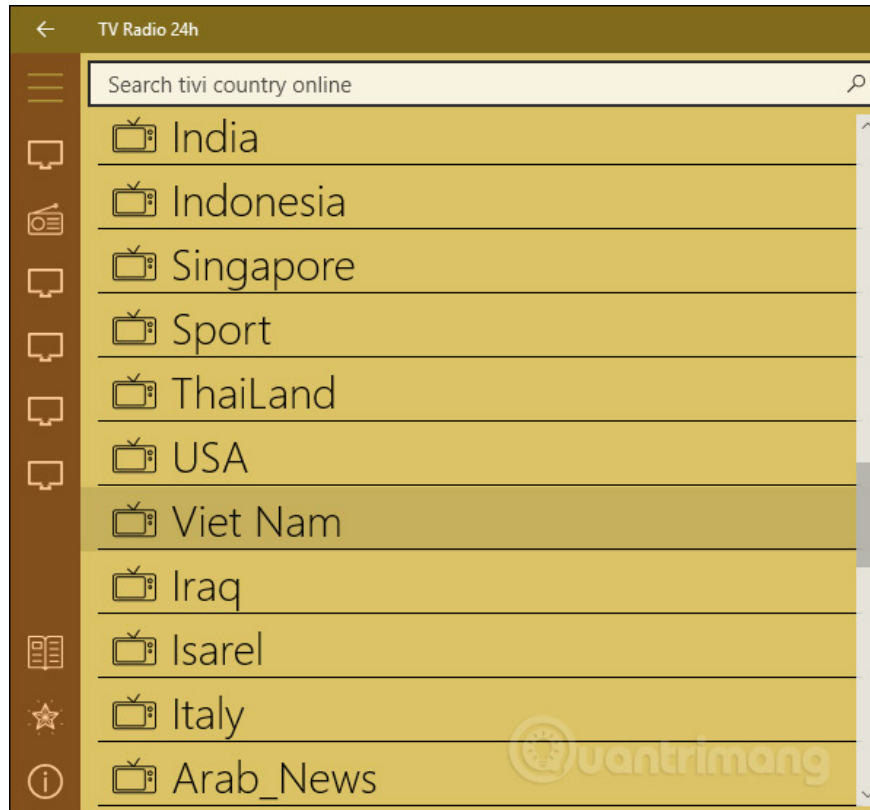 TV Radio 24h
Search tivi country online
India
Indonesia
Singapore
Sport
ThaiLand
USA
Viet Nam
Iraq
Isarel
Italy
Arab_News
Quantrimang